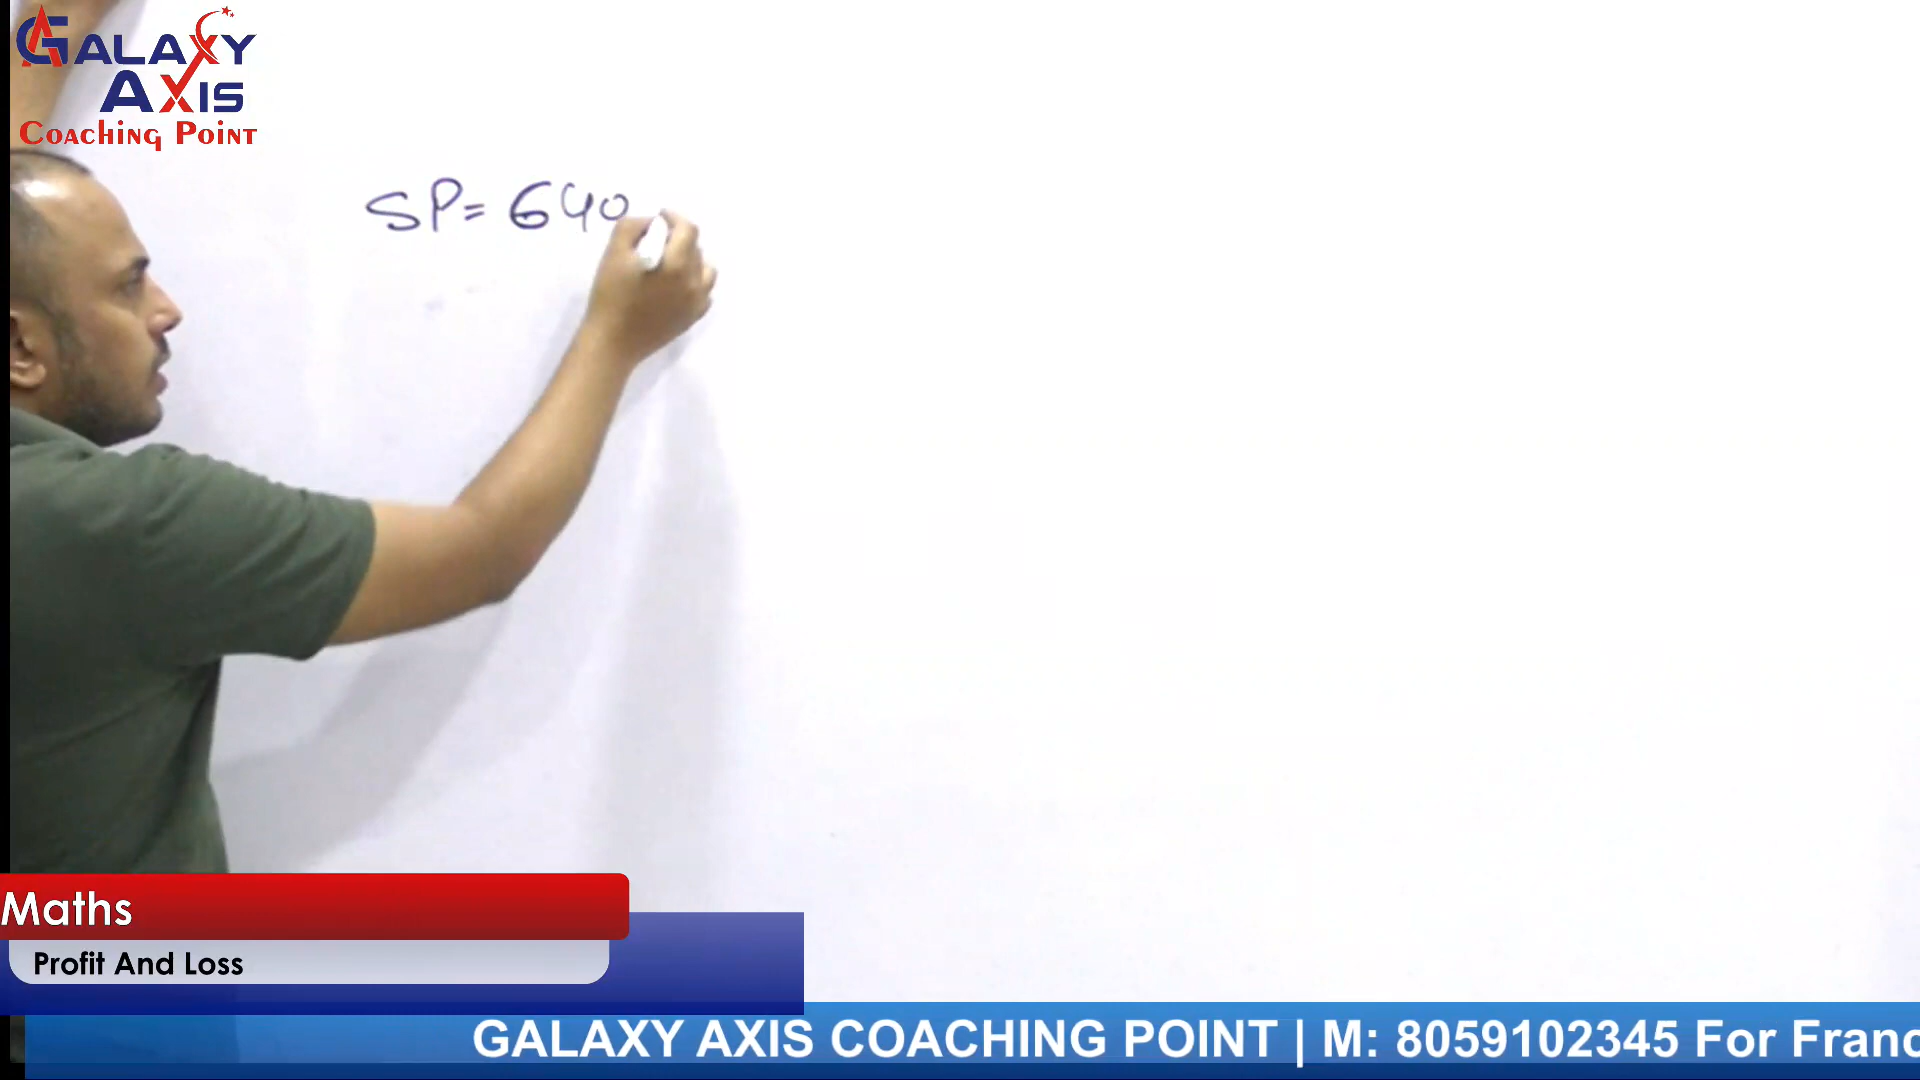 GALAXY
AXIS
COACHING POINT
SP= 640
Maths
Profit And Loss
GALAXY AXIS COACHING POINT | M: 8059102345 For Franc